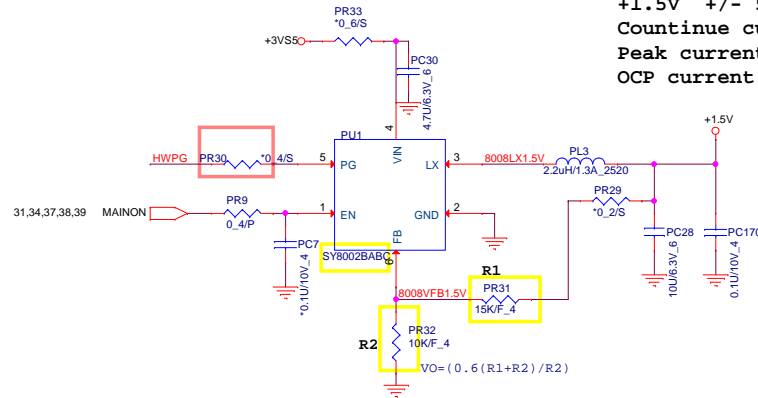 +1.5V +/-
Countinue
Peak current
OCP current
PR33
*0_6/S
+3VS5
PC30
4.7U/6.3V_6
+1.5V
PU1
4
VIN
HWPG
PR30
*0_4/S
5
PG
LX
3
8008LX1.5V
PL3
2.2uH/1.3A_2520
PR29
*0_2/S
31,34,37,38,39
MAINON
PR9
0_4/P
1
EN
GND
2
FB
6
PC7
*0.1U/10V_4
SY8002BABC
PC28
10U/6.3V_6
PC170
0.1U/10V_4
8008VFB1.5V
R1
PR31
15K/F_4
R2
PR32
10K/F_4
VO=(0.6(R1+R2)/R2)